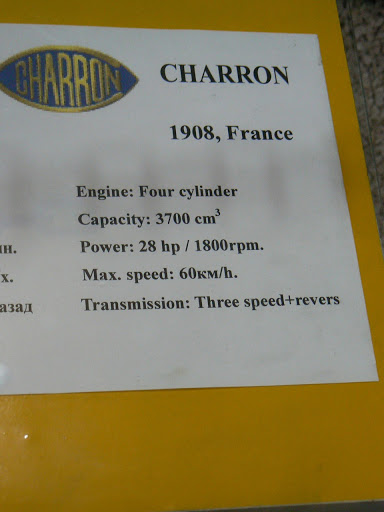 CHARRON
CHARRON
1908, France
Engine: Four cylinder
Capacity: 3700 cm³
ин. Power: 28 hp / 1800rpm.
х. Max. speed: 60км/h.
азад Transmission: Three speed+revers